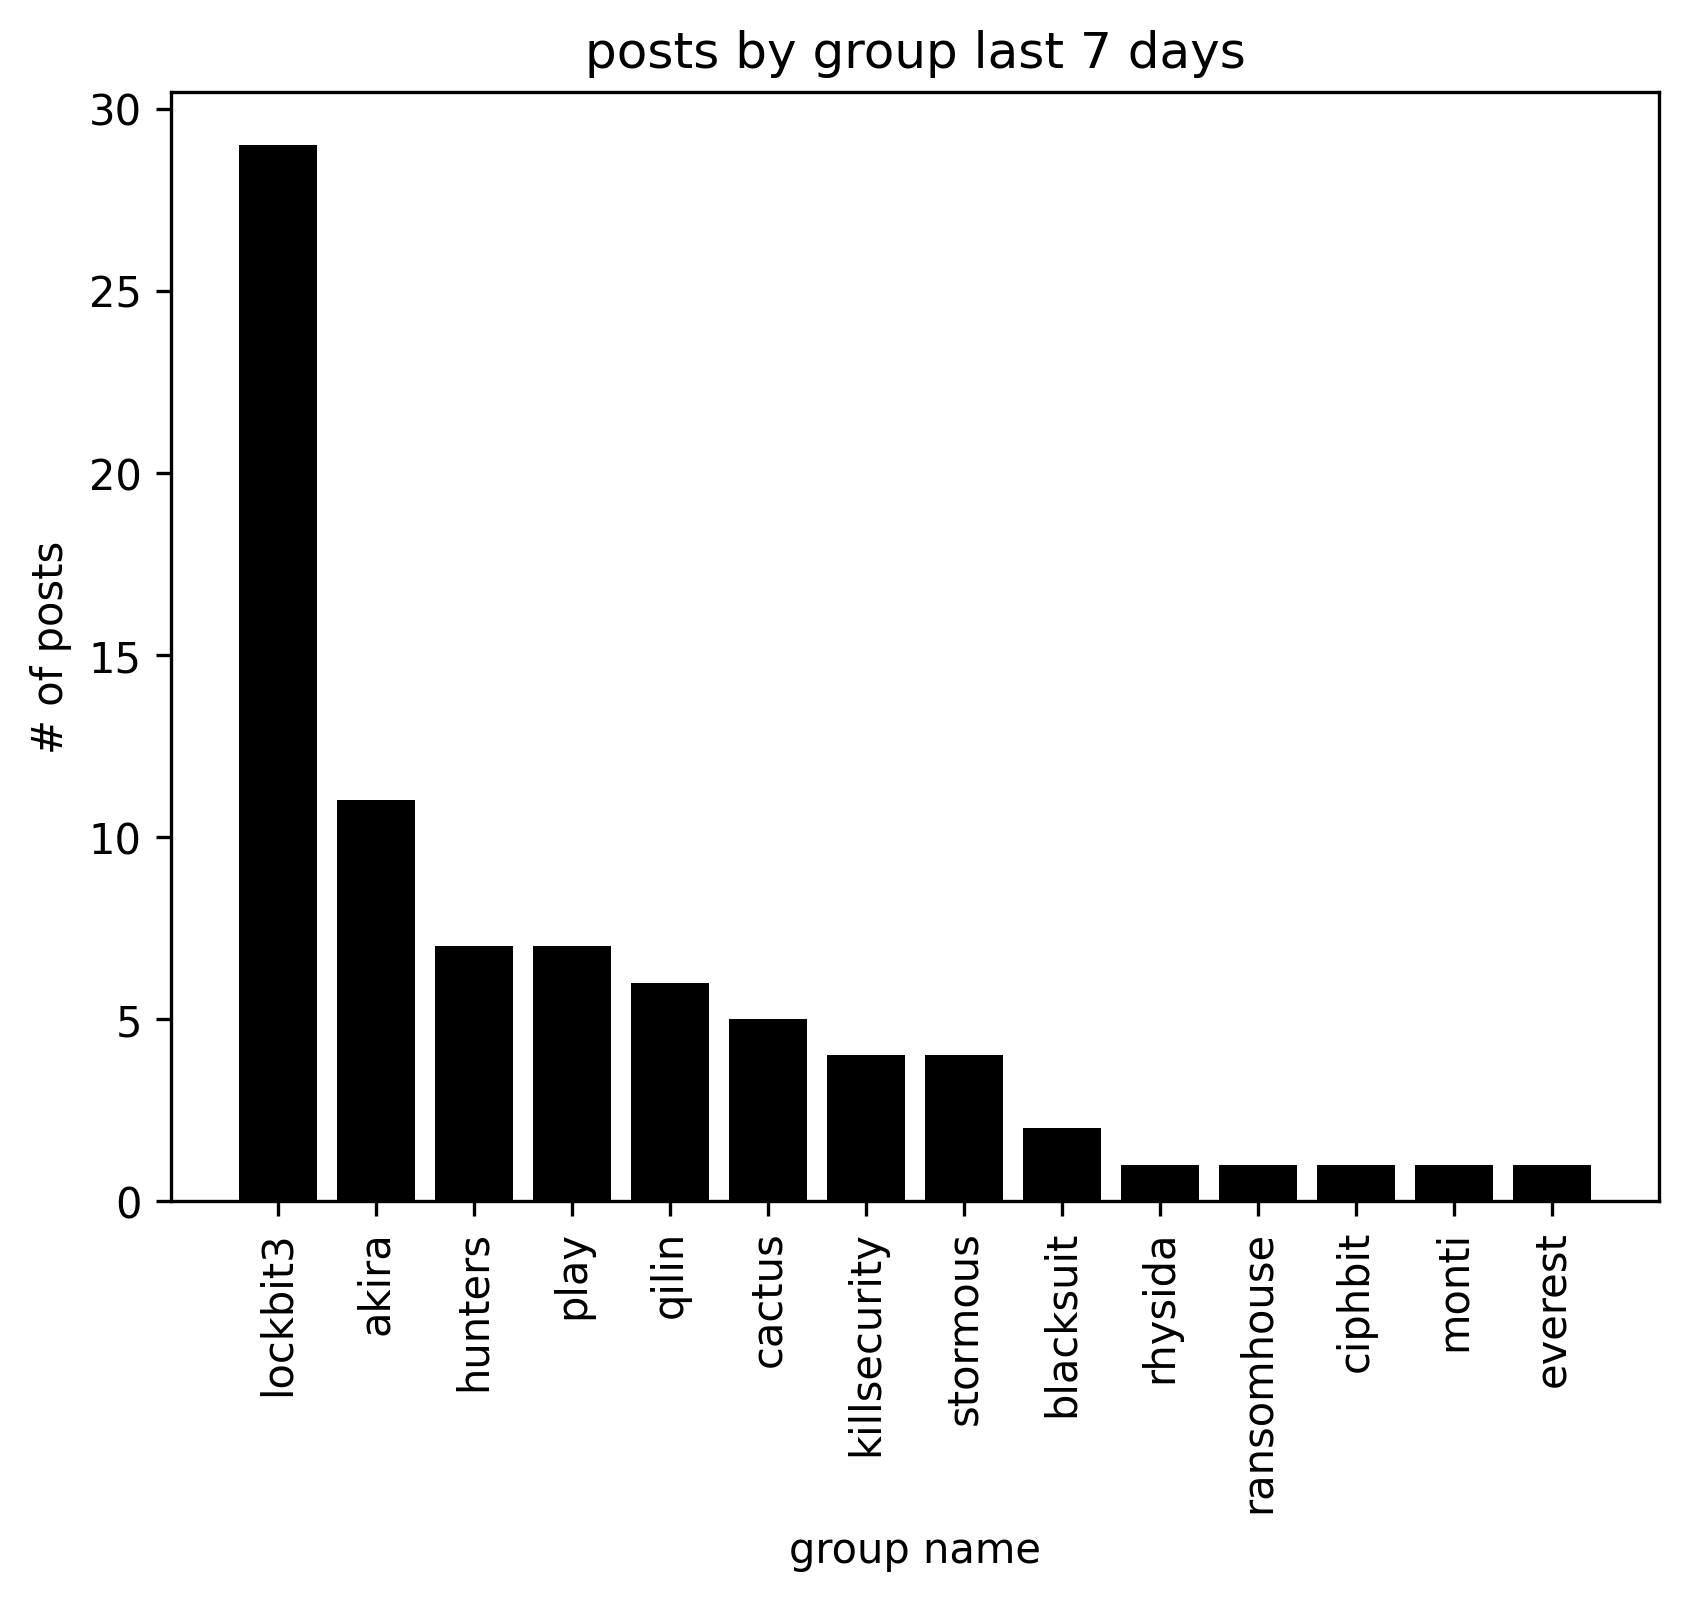 posts by group last 7 days
30
25
20
15
10
5
0
# of posts
lockbit3
akira
hunters
play
qilin
cactus
killsecurity
stormous
blacksuit
rhysida
ransomhouse
ciphbit
monti
everest
group name